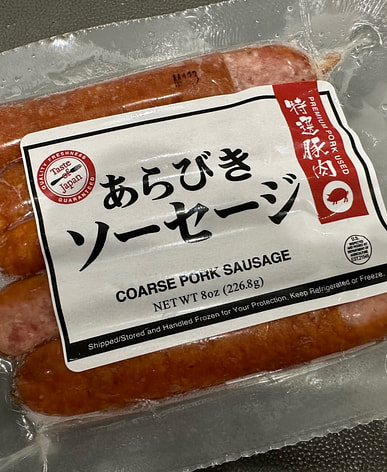 特選豚肉
PREMIUM PORK USED
QUALITY FRESHNESS
Taste of
Japan
GUARANTEED
あらびき
ソーセージ
COARSE PORK SAUSAGE
NET WT 8oz (226.8g)
Shipped/Stored and Handled Frozen for Your Protection, Keep Refrigerated or Freeze.
U.S.